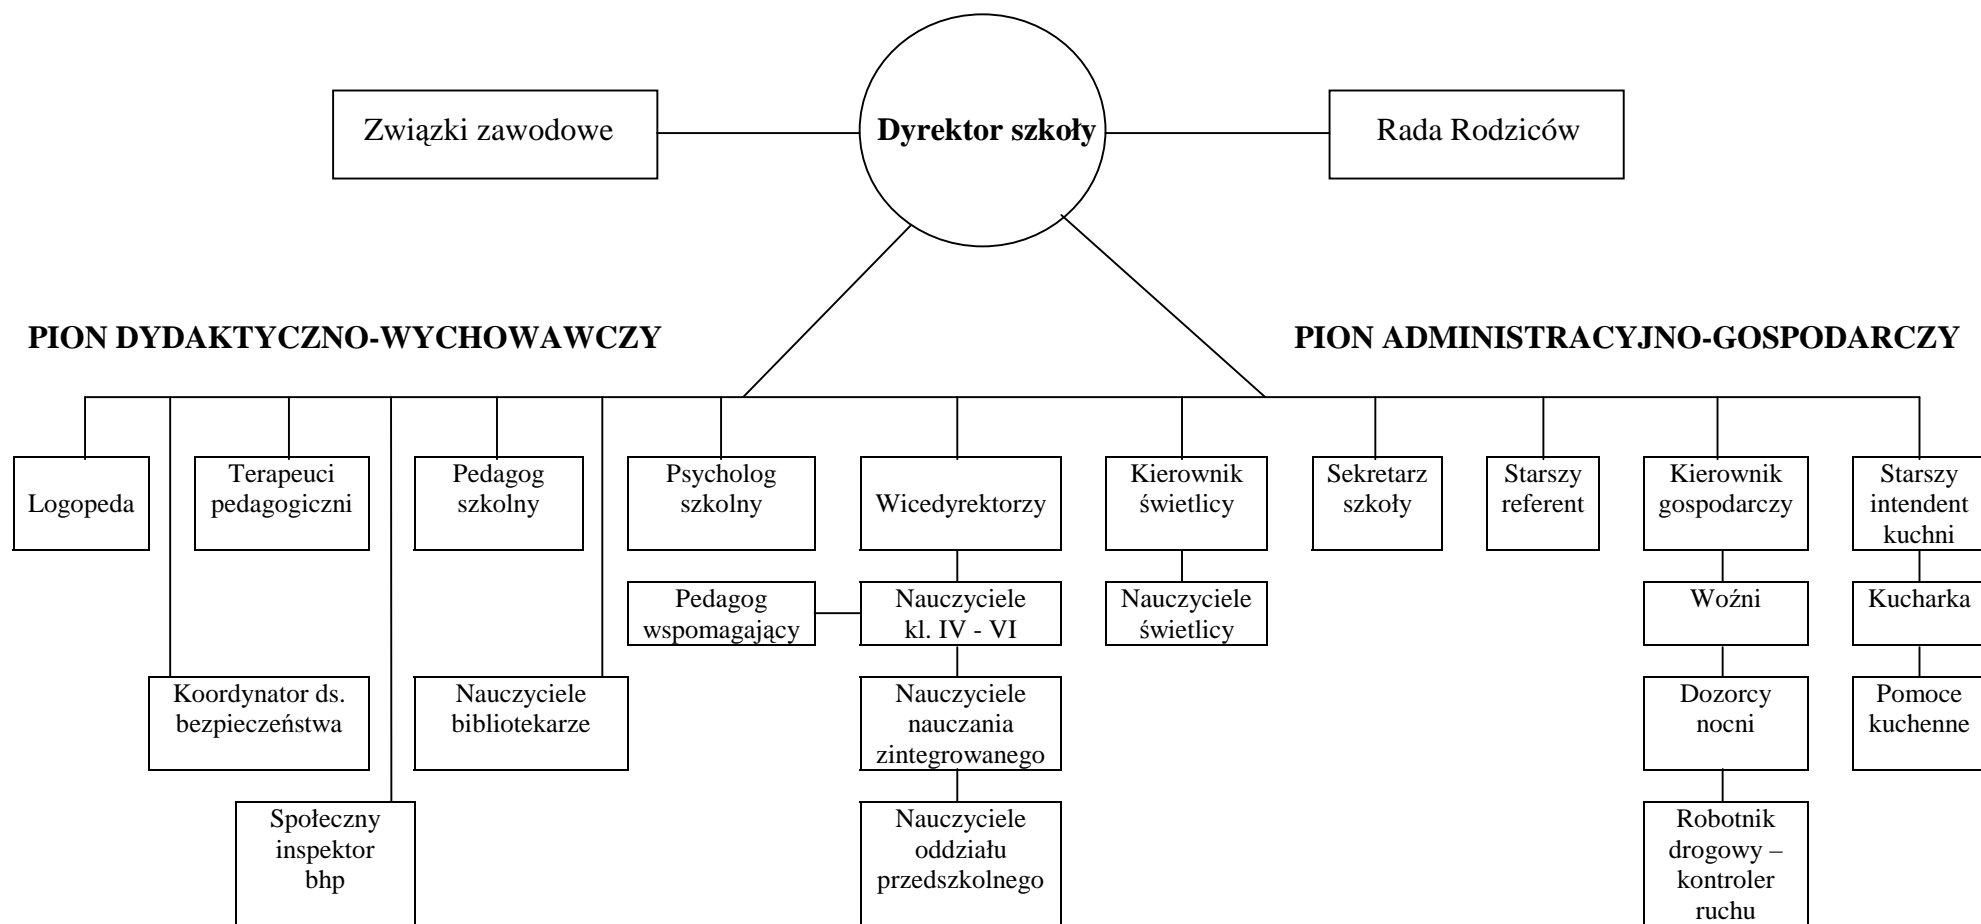 Związki zawodowe
Dyrektor szkoły
Rada Rodziców
PION DYDAKTYCZNO-WYCHOWAWCZY
PION ADMINISTRACYJNO-GOSPODARCZY
Logopeda
Terapeuci
pedagogiczni
Pedagog
szkolny
Psycholog
szkolny
Wicedyrektorzy
Kierownik
świetlicy
Sekretarz
szkoły
Starszy
referent
Kierownik
gospodarczy
Starszy
intendent
kuchni
Pedagog
wspomagający
Nauczyciele
kl. IV - VI
Nauczyciele
świetlicy
Woźni
Kucharka
Koordynator ds.
bezpieczeństwa
Nauczyciele
bibliotekarze
Nauczyciele
nauczania
zintegrowanego
Dozorcy
nocni
Pomoce
kuchenne
Społeczny
inspektor
bhp
Nauczyciele
oddziału
przedszkolnego
Robotnik
drogowy –
kontroler
ruchu